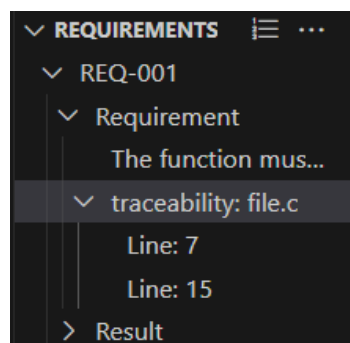 REQUIREMENTS
REQ-001
Requirement
The function mus...
traceability: file.c
Line: 7
Line: 15
Result